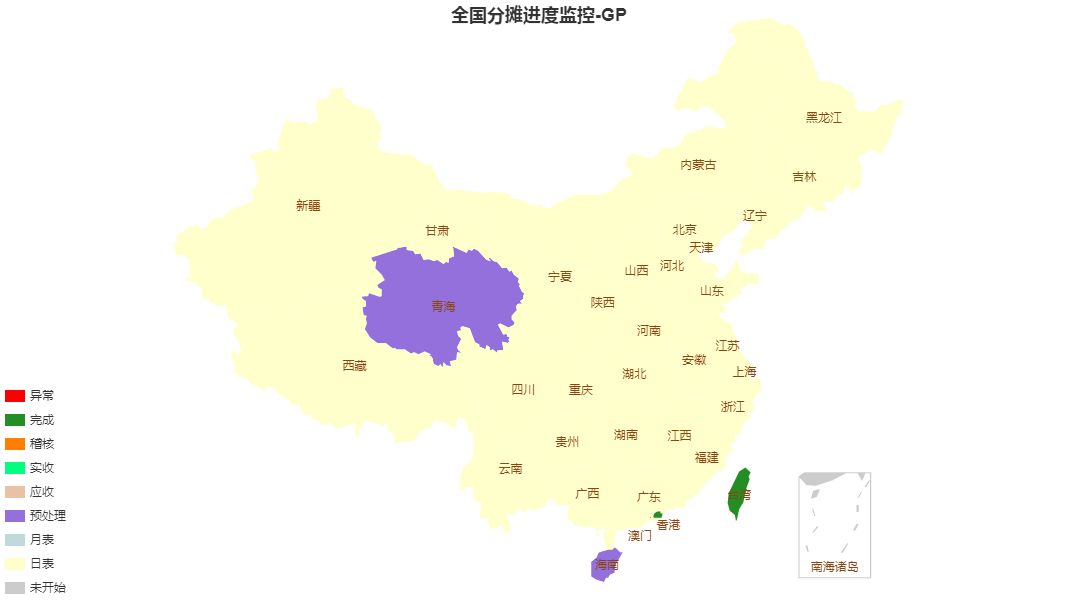 全国分摊进度监控-GP
黑龙江
内蒙古
吉林
新疆
辽宁
甘肃
北京
天津
河北
山西
宁夏
山东
陕西
青海
河南
江苏
安徽
西藏
上海
湖北
四川
重庆
浙江
湖南
江西
贵州
福建
云南
广西
广东
台湾
香港
澳门
海南
南海诸岛
异常
完成
稽核
实收
应收
预处理
月表
日表
未开始